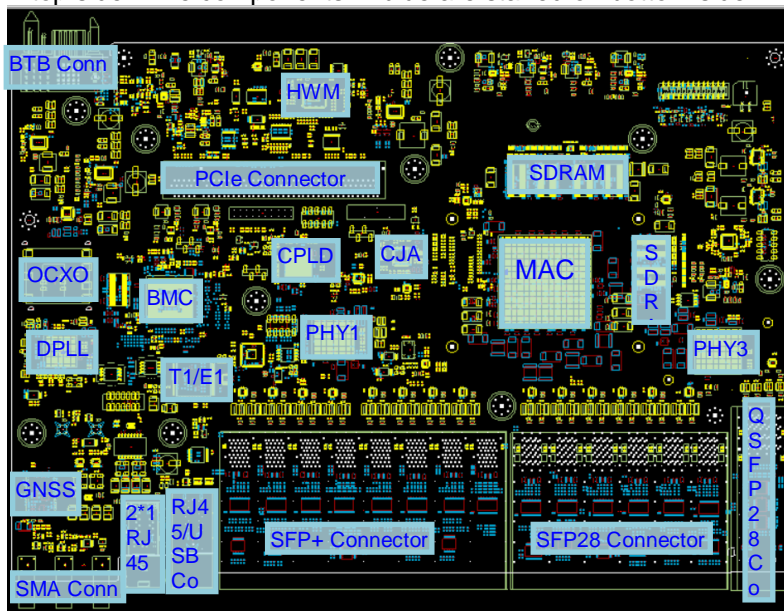 BTB Conn
HWM
PCIe Connector
SDRAM
OCXO
BMC
CPLD
CJA
MAC
S
D
R
DPLL
PHY1
PHY3
T1/E1
GNSS
2*1
RJ
45
RJ4
5/U
SB
Co
SFP+ Connector
SFP28 Connector
Q
S
F
P
2
8
C
o
SMA Conn